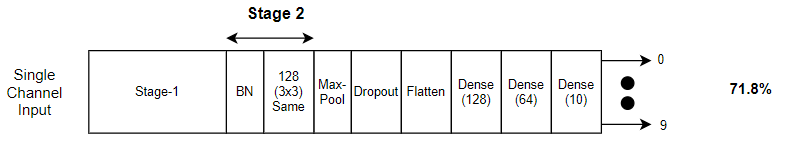 Stage 2
Single
Channel
Input
Stage-1
BN
128
(3x3)
Same
Max-
Pool
Dropout
Flatten
Dense
(128)
Dense
(64)
Dense
(10)
0
9
71.8%